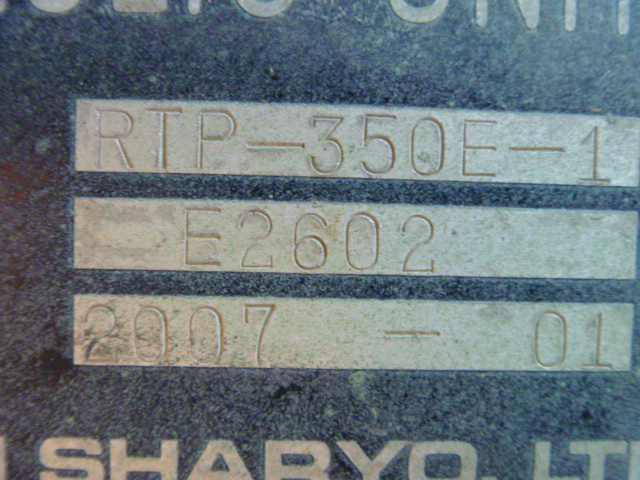 RTP-350E-1
E2602
2007 - 01
SHARYO, LT